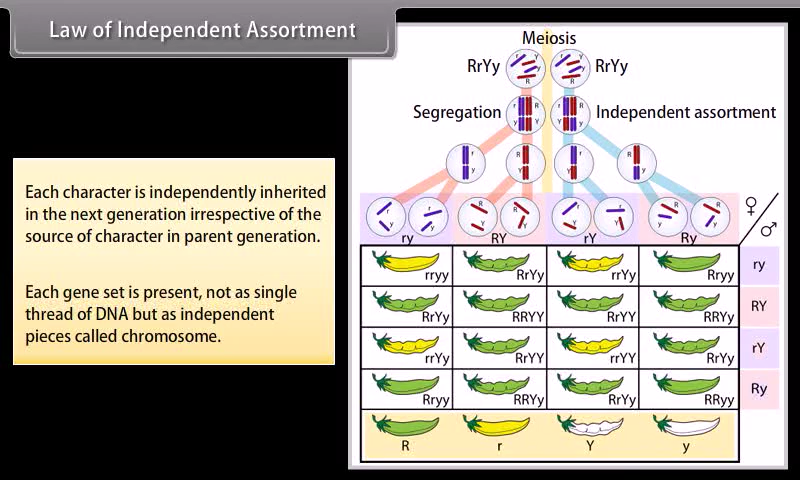 Law of Independent Assortment
Each character is independently inherited
in the next generation irrespective of the
source of character in parent generation.
Each gene set is present, not as single
thread of DNA but as independent
pieces called chromosome.
Meiosis
RrYy RrYy
Segregation Independent assortment
♀
♂
ry RY rY Ry
rryy RrYy rrYy Rryy ry
RrYy RRYY RrYY RRYy RY
rrYy RrYY rrYY RrYy rY
Rryy RRYy RrYy RRyy Ry
R r Y y